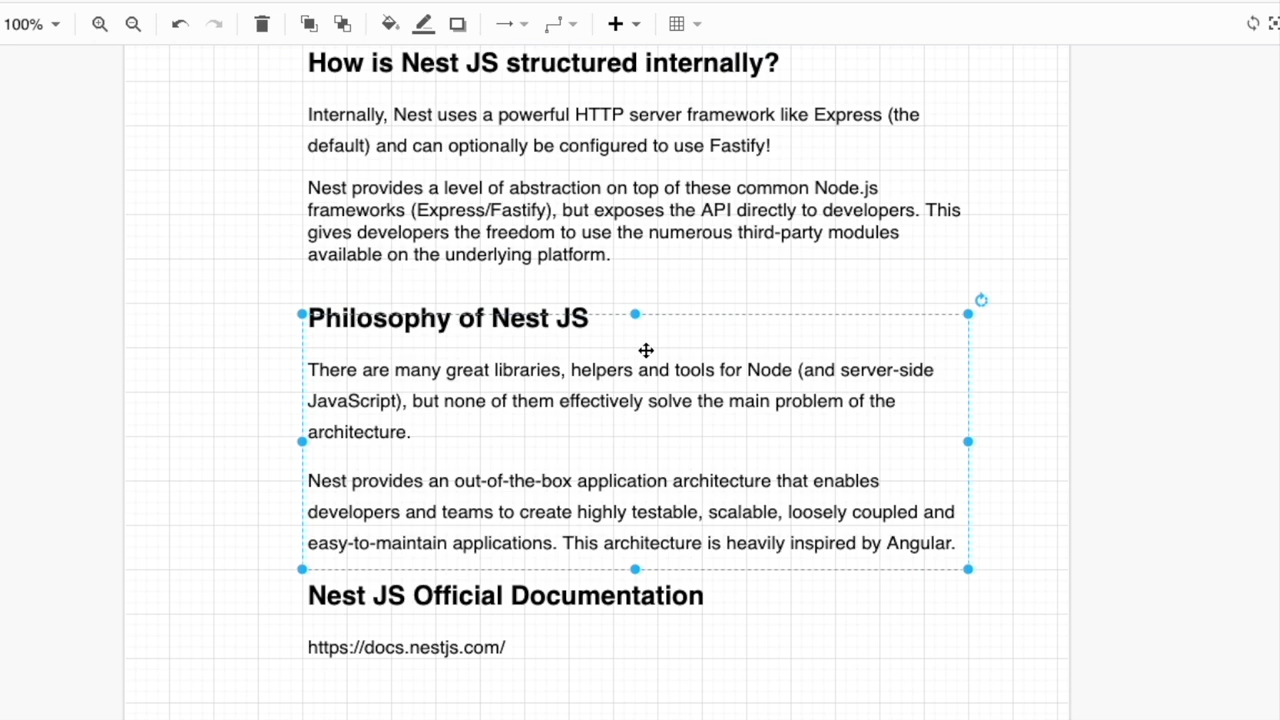 100%
How is Nest JS structured internally?
Internally, Nest uses a powerful HTTP server framework like Express (the
default) and can optionally be configured to use Fastify!
Nest provides a level of abstraction on top of these common Node.js
frameworks (Express/Fastify), but exposes the API directly to developers. This
gives developers the freedom to use the numerous third-party modules
available on the underlying platform.
Philosophy of Nest JS
There are many great libraries, helpers and tools for Node (and server-side
JavaScript), but none of them effectively solve the main problem of the
architecture.
Nest provides an out-of-the-box application architecture that enables
developers and teams to create highly testable, scalable, loosely coupled and
easy-to-maintain applications. This architecture is heavily inspired by Angular.
Nest JS Official Documentation
https://docs.nestjs.com/